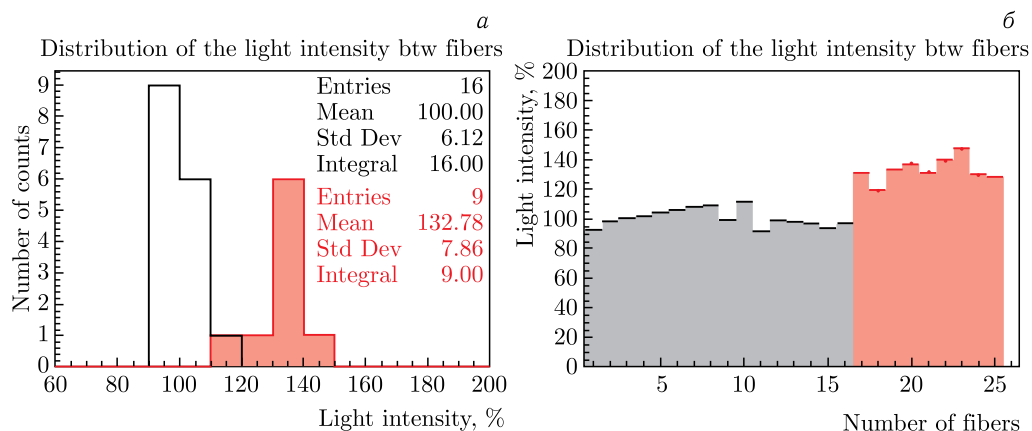 а
Distribution of the light intensity btw fibers
Number of counts
9
8
7
6
5
4
3
2
1
0
Entries 16
Mean 100.00
Std Dev 6.12
Integral 16.00
Entries 9
Mean 132.78
Std Dev 7.86
Integral 9.00
60 80 100 120 140 160 180 200
Light intensity, %
б
Distribution of the light intensity btw fibers
Light intensity, %
200
180
160
140
120
100
80
60
40
20
0
5 10 15 20 25
Number of fibers